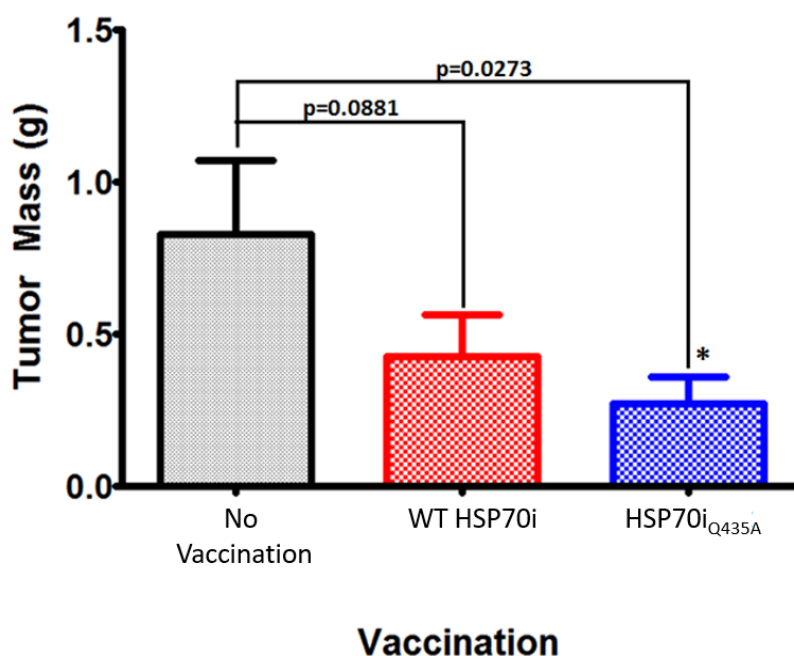 1.5
p=0.0273
p=0.0881
1.0
Tumor Mass (g)
0.5
*
0.0
No
Vaccination
WT HSP70i
HSP70iQ435A
Vaccination